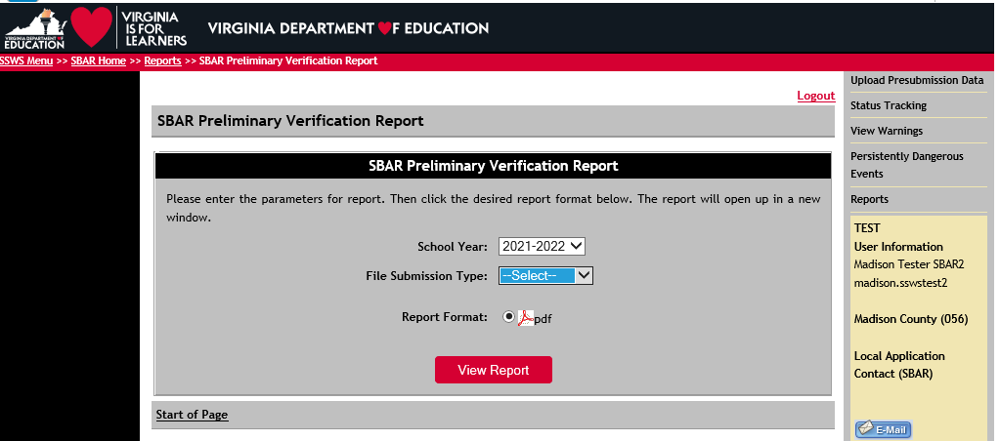 VIRGINIA DEPARTMENT OF
EDUCATION
VIRGINIA
IS FOR
LEARNERS
VIRGINIA DEPARTMENT OF EDUCATION
SSWS Menu >> SBAR Home >> Reports >> SBAR Preliminary Verification Report
Logout
SBAR Preliminary Verification Report
SBAR Preliminary Verification Report
Please enter the parameters for report. Then click the desired report format below. The report will open up in a new
window.
School Year: 2021-2022
File Submission Type: --Select--
Report Format: pdf
View Report
Start of Page
Upload Presubmission Data
Status Tracking
View Warnings
Persistently Dangerous
Events
Reports
TEST
User Information
Madison Tester SBAR2
madison.sswstest2
Madison County (056)
Local Application
Contact (SBAR)
E-Mail